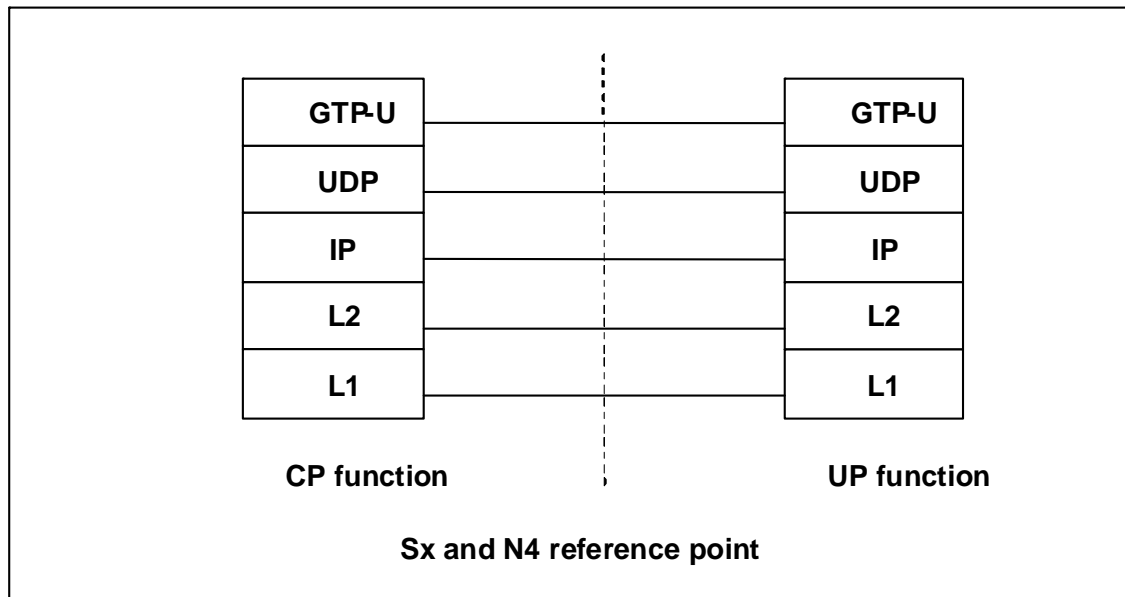 GTP-U GTP-U
UDP UDP
IP IP
L2 L2
L1 L1
CP function UP function
Sx and N4 reference point